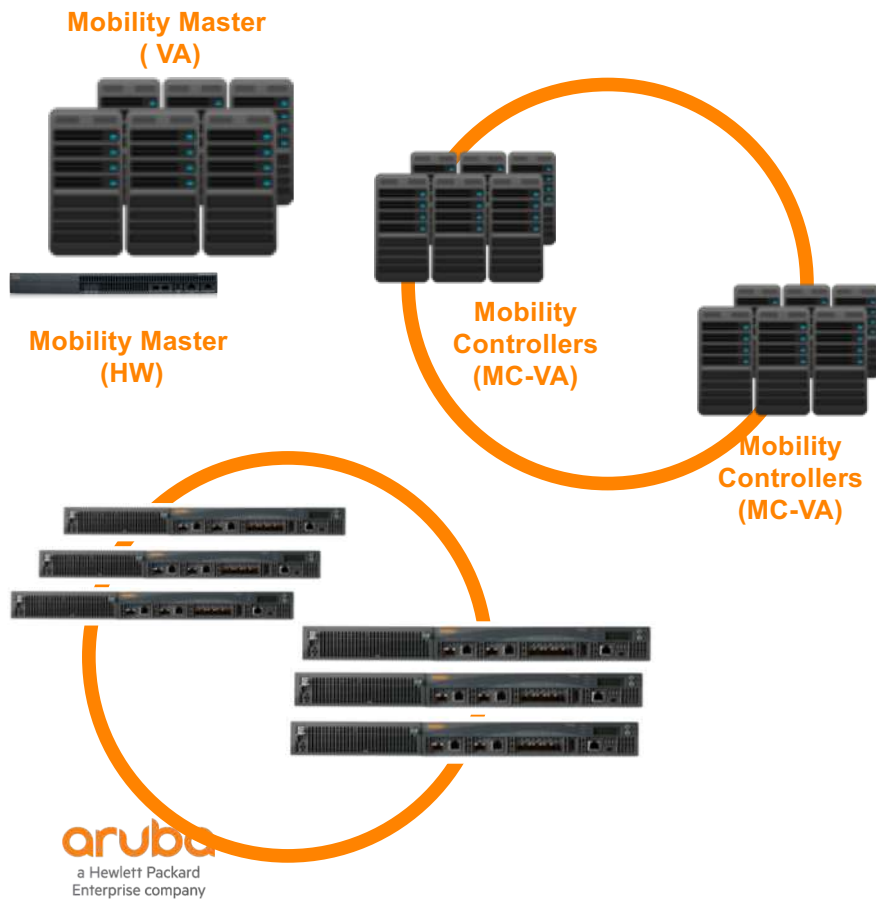 Mobility Master
( VA)
Mobility Master
(HW)
Mobility
Controllers
(MC-VA)
Mobility
Controllers
(MC-VA)
aruba
a Hewlett Packard
Enterprise company